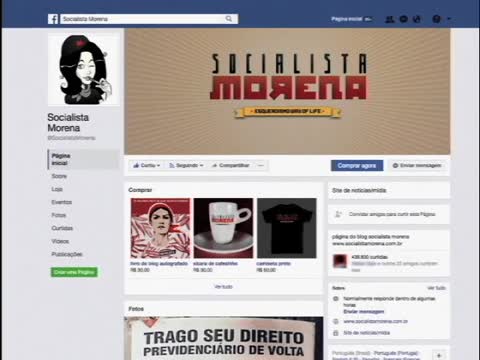 Socialista Morena
Página inicial
SOCIALISTA
MORENA
ESQUERDISMO WAY OF LIFE
Socialista
Morena
@SocialistaMorena
Página
inicial
Sobre
Loja
Eventos
Fotos
Curtidas
Vídeos
Publicações
Criar uma Página
Curtiu
Seguindo
Compartilhar
Comprar agora
Enviar mensagem
Comprar
livro do blog autografado
R$ 30,00
xícara de cafezinho
R$ 30,00
camiseta preta
R$ 50,00
Ver tudo
Fotos
TRAGO SEU DIREITO
PREVIDENCIÁRIO DE VOLTA
Site de notícias/mídia
Convidar amigos para curtir esta Página
página do blog socialista morena
www.socialistamorena.com.br
curtidas
Sobre
Ver tudo
Normalmente responde dentro de algumas
horas
Enviar mensagem
www.socialistamorena.com.br
Site de notícias/mídia
Português (Brasil) · Português (Portugal)